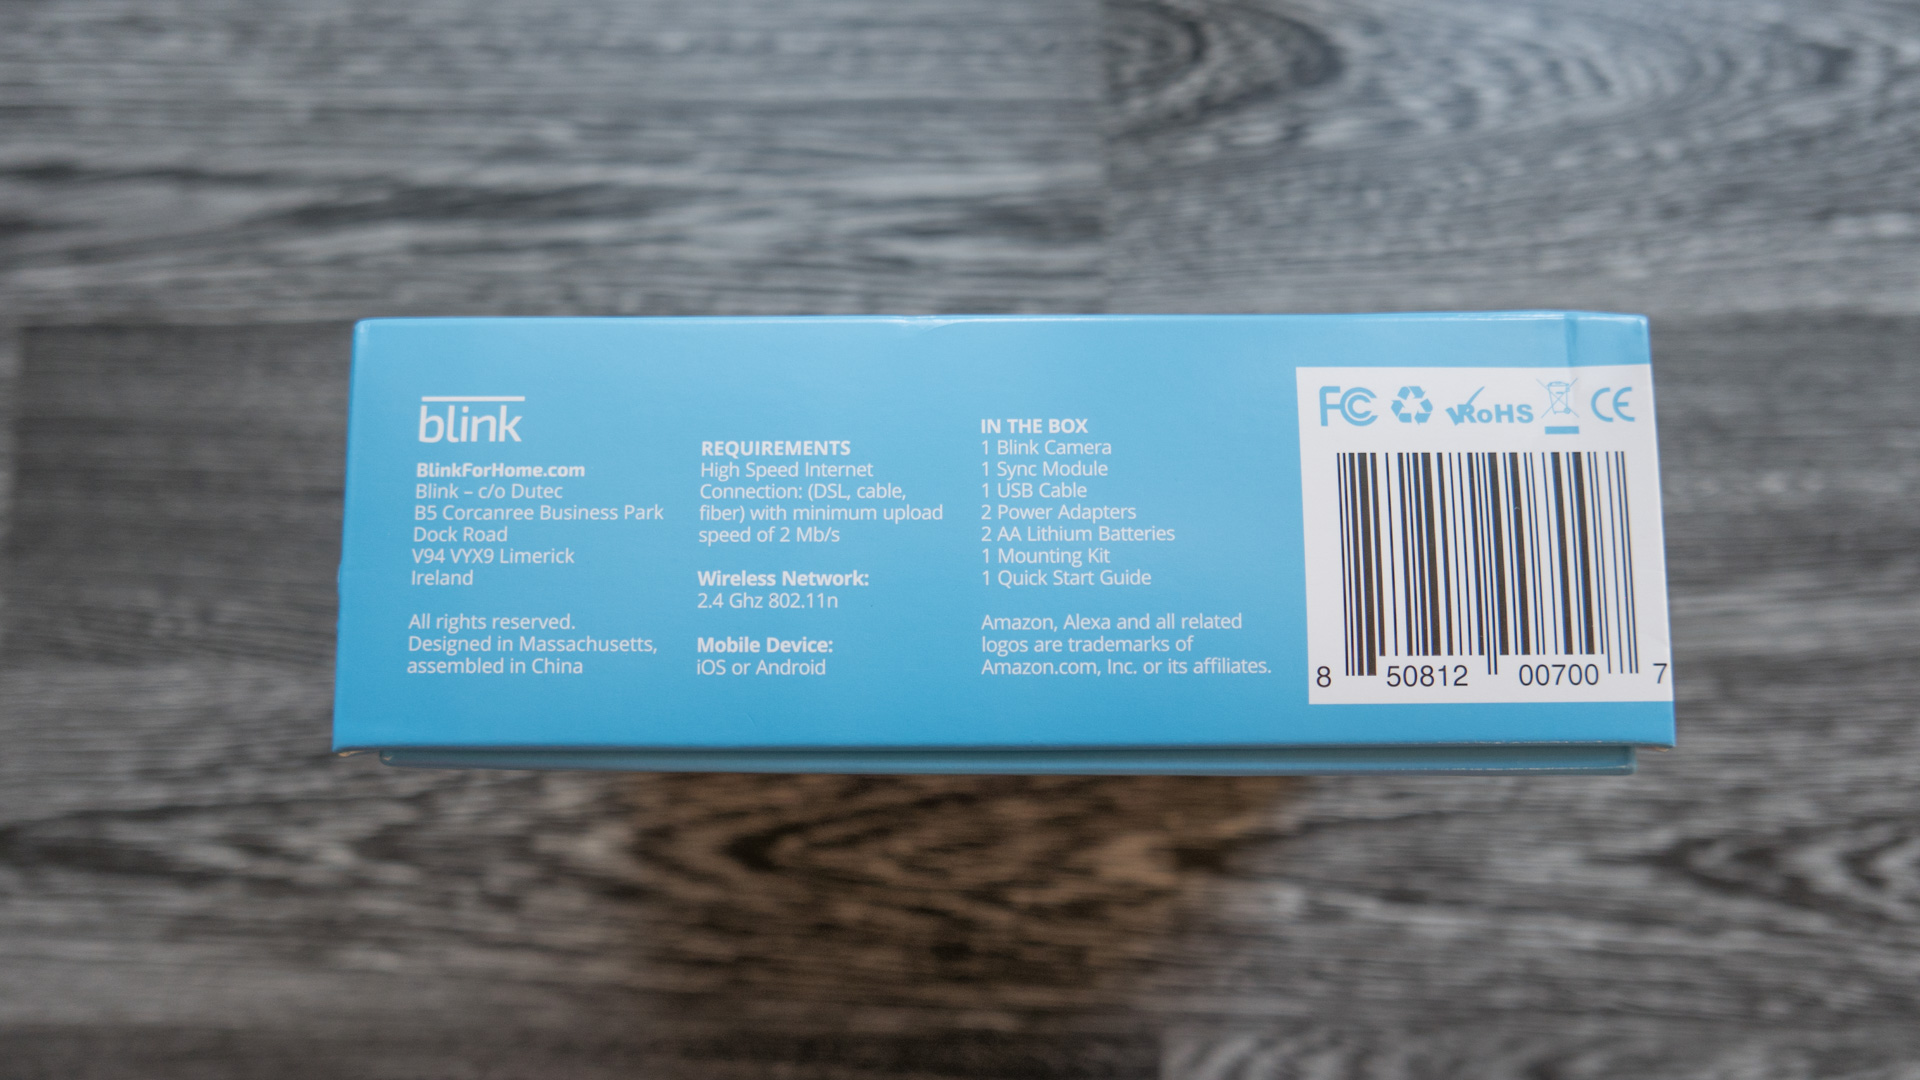 blink
BlinkForHome.com
Blink – c/o Dutec
B5 Corcanree Business Park
Dock Road
V94 VYX9 Limerick
Ireland
All rights reserved.
Designed in Massachusetts,
assembled in China
REQUIREMENTS
High Speed Internet
Connection: (DSL, cable,
fiber) with minimum upload
speed of 2 Mb/s
Wireless Network:
2.4 Ghz 802.11n
Mobile Device:
iOS or Android
IN THE BOX
1 Blink Camera
1 Sync Module
1 USB Cable
2 Power Adapters
2 AA Lithium Batteries
1 Mounting Kit
1 Quick Start Guide
Amazon, Alexa and all related
logos are trademarks of
Amazon.com, Inc. or its affiliates.
FC RoHS CE
8 50812 00700 7